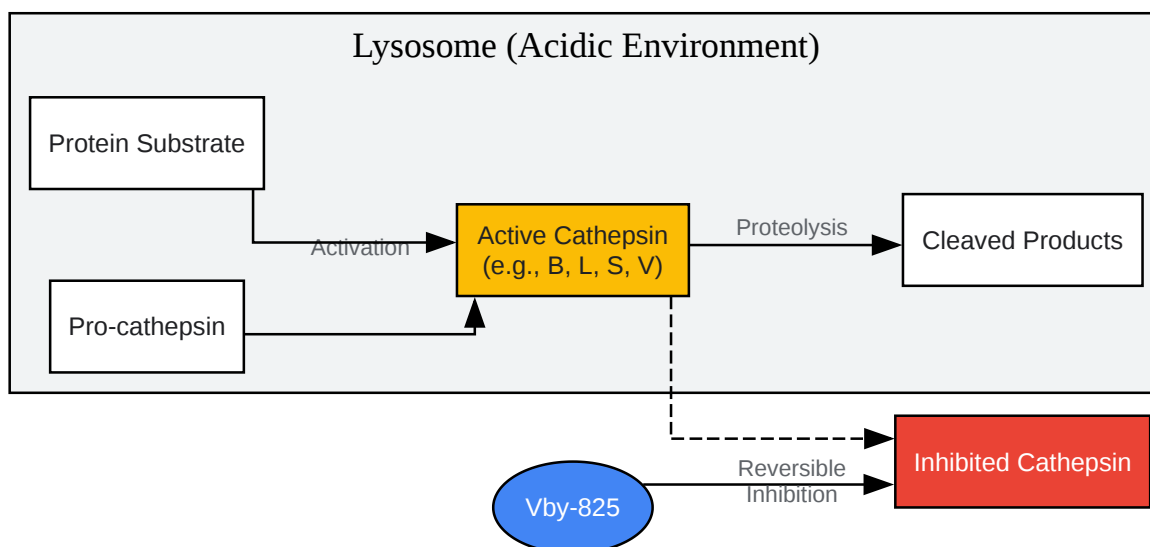 Lysosome (Acidic Environment)
Protein Substrate
Activation
Active Cathepsin
(e.g., B, L, S, V)
Proteolysis
Cleaved Products
Pro-cathepsin
Inhibited Cathepsin
Reversible
Inhibition
Vby-825